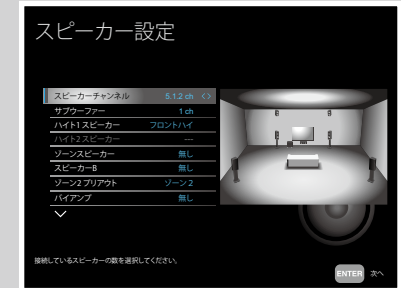 スピーカー設定
スピーカーチャンネル 5.1.2 ch < >
サブウーファー 1 ch
ハイト1 スピーカー フロントハイ
ハイト2 スピーカー ---
ゾーンスピーカー 無し
スピーカーB 無し
ゾーン2 プリアウト ゾーン 2
バイアンプ 無し
接続しているスピーカーの数を選択してください。
ENTER 次へ